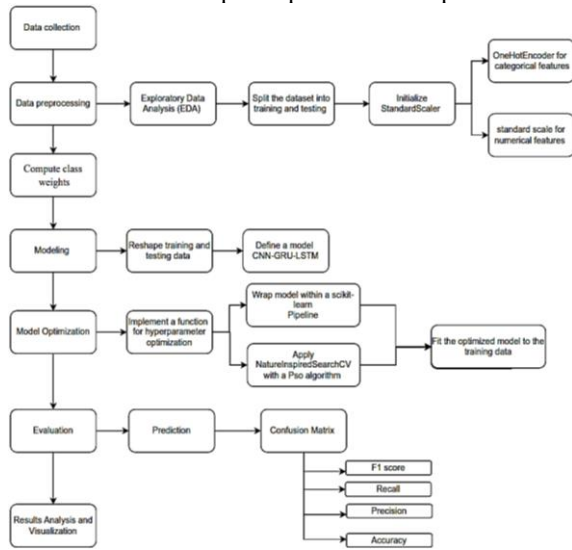 Data collection
OneHotEncoder for
categorical features
Data preprocessing
Exploratory Data
Analysis (EDA)
Split the dataset into
training and testing
Initialize
StandardScaler
standard scale for
numerical features
Compute class
weights
Modeling
Reshape training and
testing data
Define a model
CNN-GRU-LSTM
Model Optimization
Implement a function
for hyperparameter
optimization
Wrap model within a scikit-
learn
Pipeline
Apply
NatureInspiredSearchCV
with a Pso algorithm
Fit the optimized model to the
training data
Evaluation
Prediction
Confusion Matrix
F1 score
Recall
Precision
Accuracy
Results Analysis and
Visualization